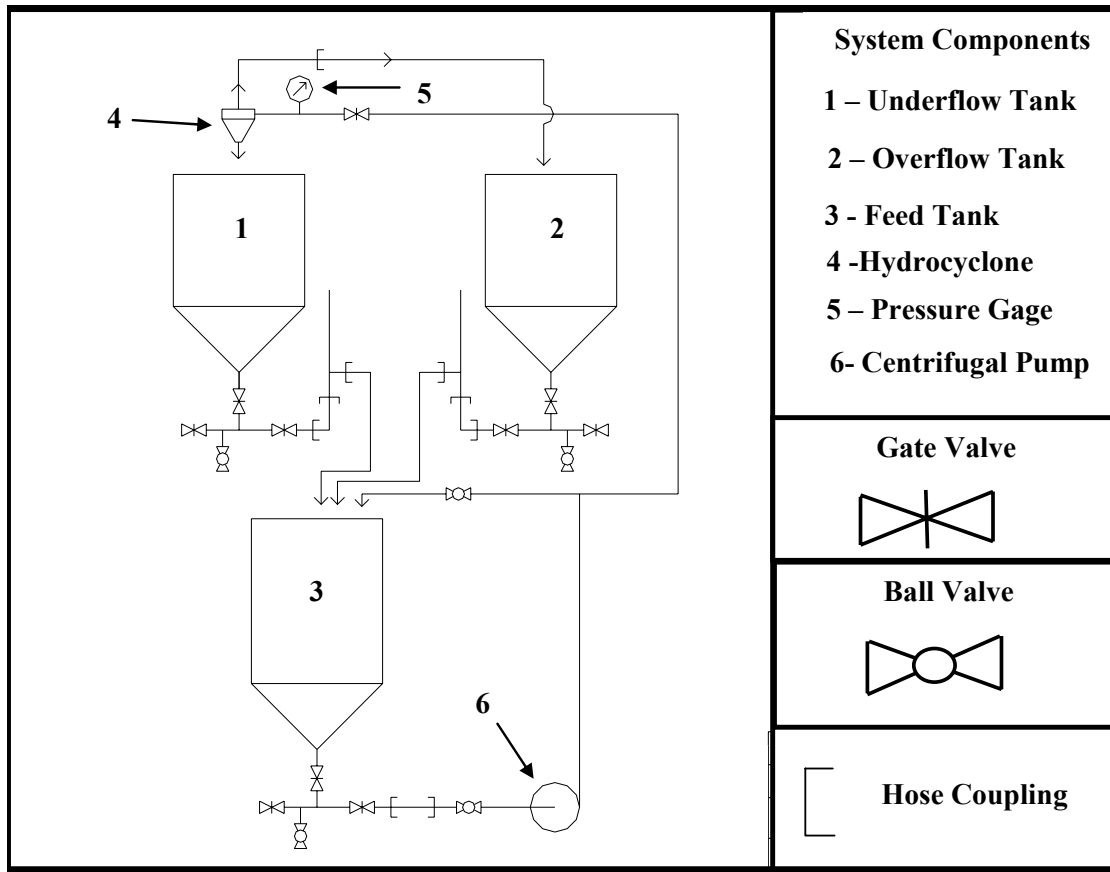 4
5
1
2
3
6
System Components
1 – Underflow Tank
2 – Overflow Tank
3 - Feed Tank
4 -Hydrocyclone
5 – Pressure Gage
6- Centrifugal Pump
Gate Valve
Ball Valve
Hose Coupling